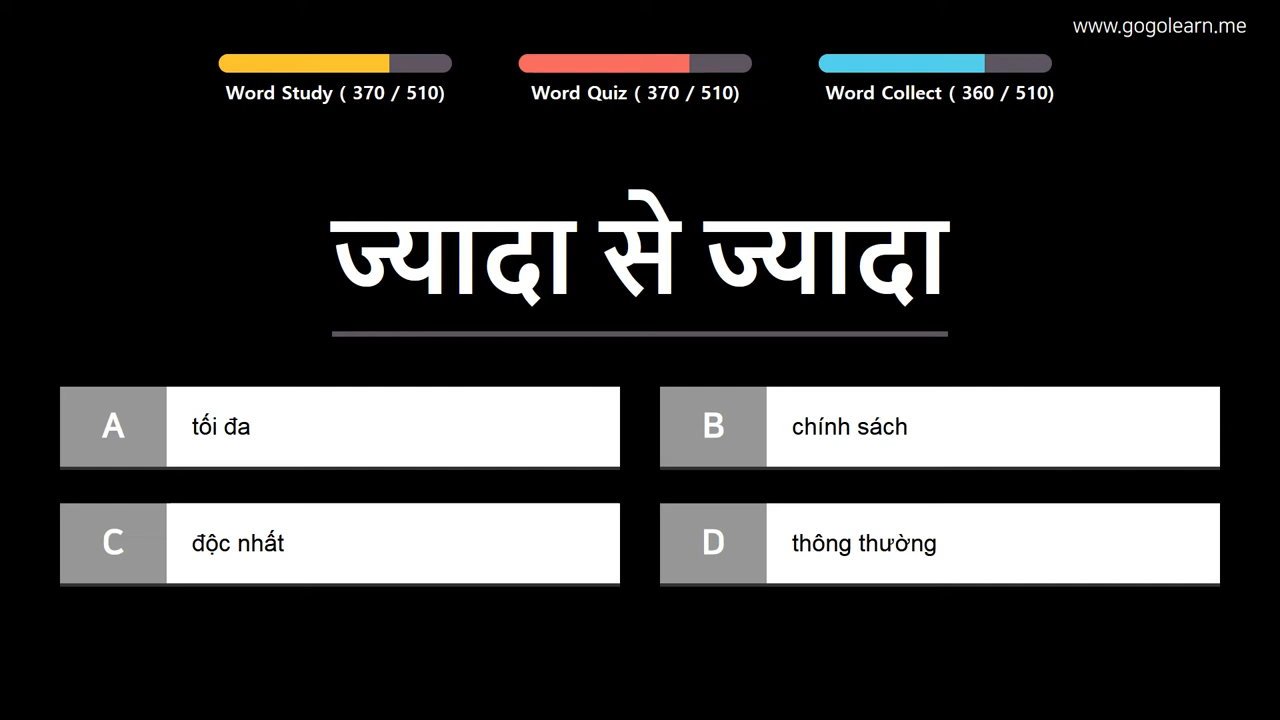 www.gogolearn.me
Word Study ( 370 / 510)
Word Quiz ( 370 / 510)
Word Collect ( 360 / 510)
ज्यादा से ज्यादा
A tối đa
B chính sách
C độc nhất
D thông thường